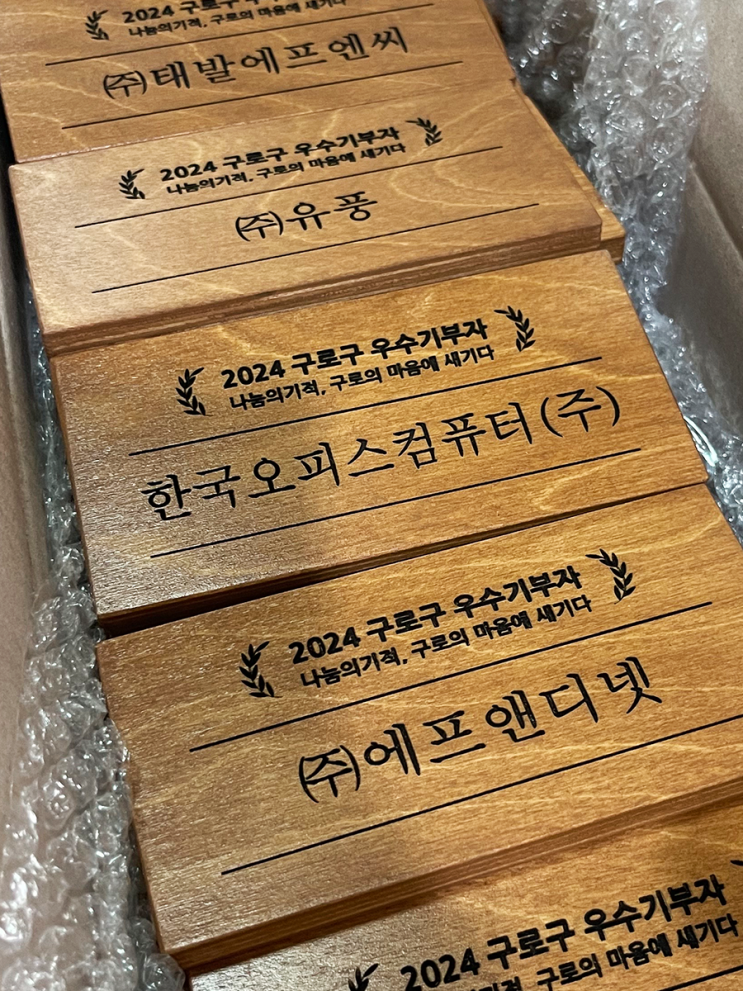 2024 구로구 우수기부자
나눔의기적, 구로의 마음에 새기다
㈜태발에프엔씨
2024 구로구 우수기부자
나눔의기적, 구로의 마음에 새기다
㈜유풍
2024 구로구 우수기부자
나눔의기적, 구로의 마음에 새기다
한국오피스컴퓨터(주)
2024 구로구 우수기부자
나눔의기적, 구로의 마음에 새기다
㈜에프앤디넷
2024 구로구 우수기부자
나눔의기적, 구로의 마음에 새기다